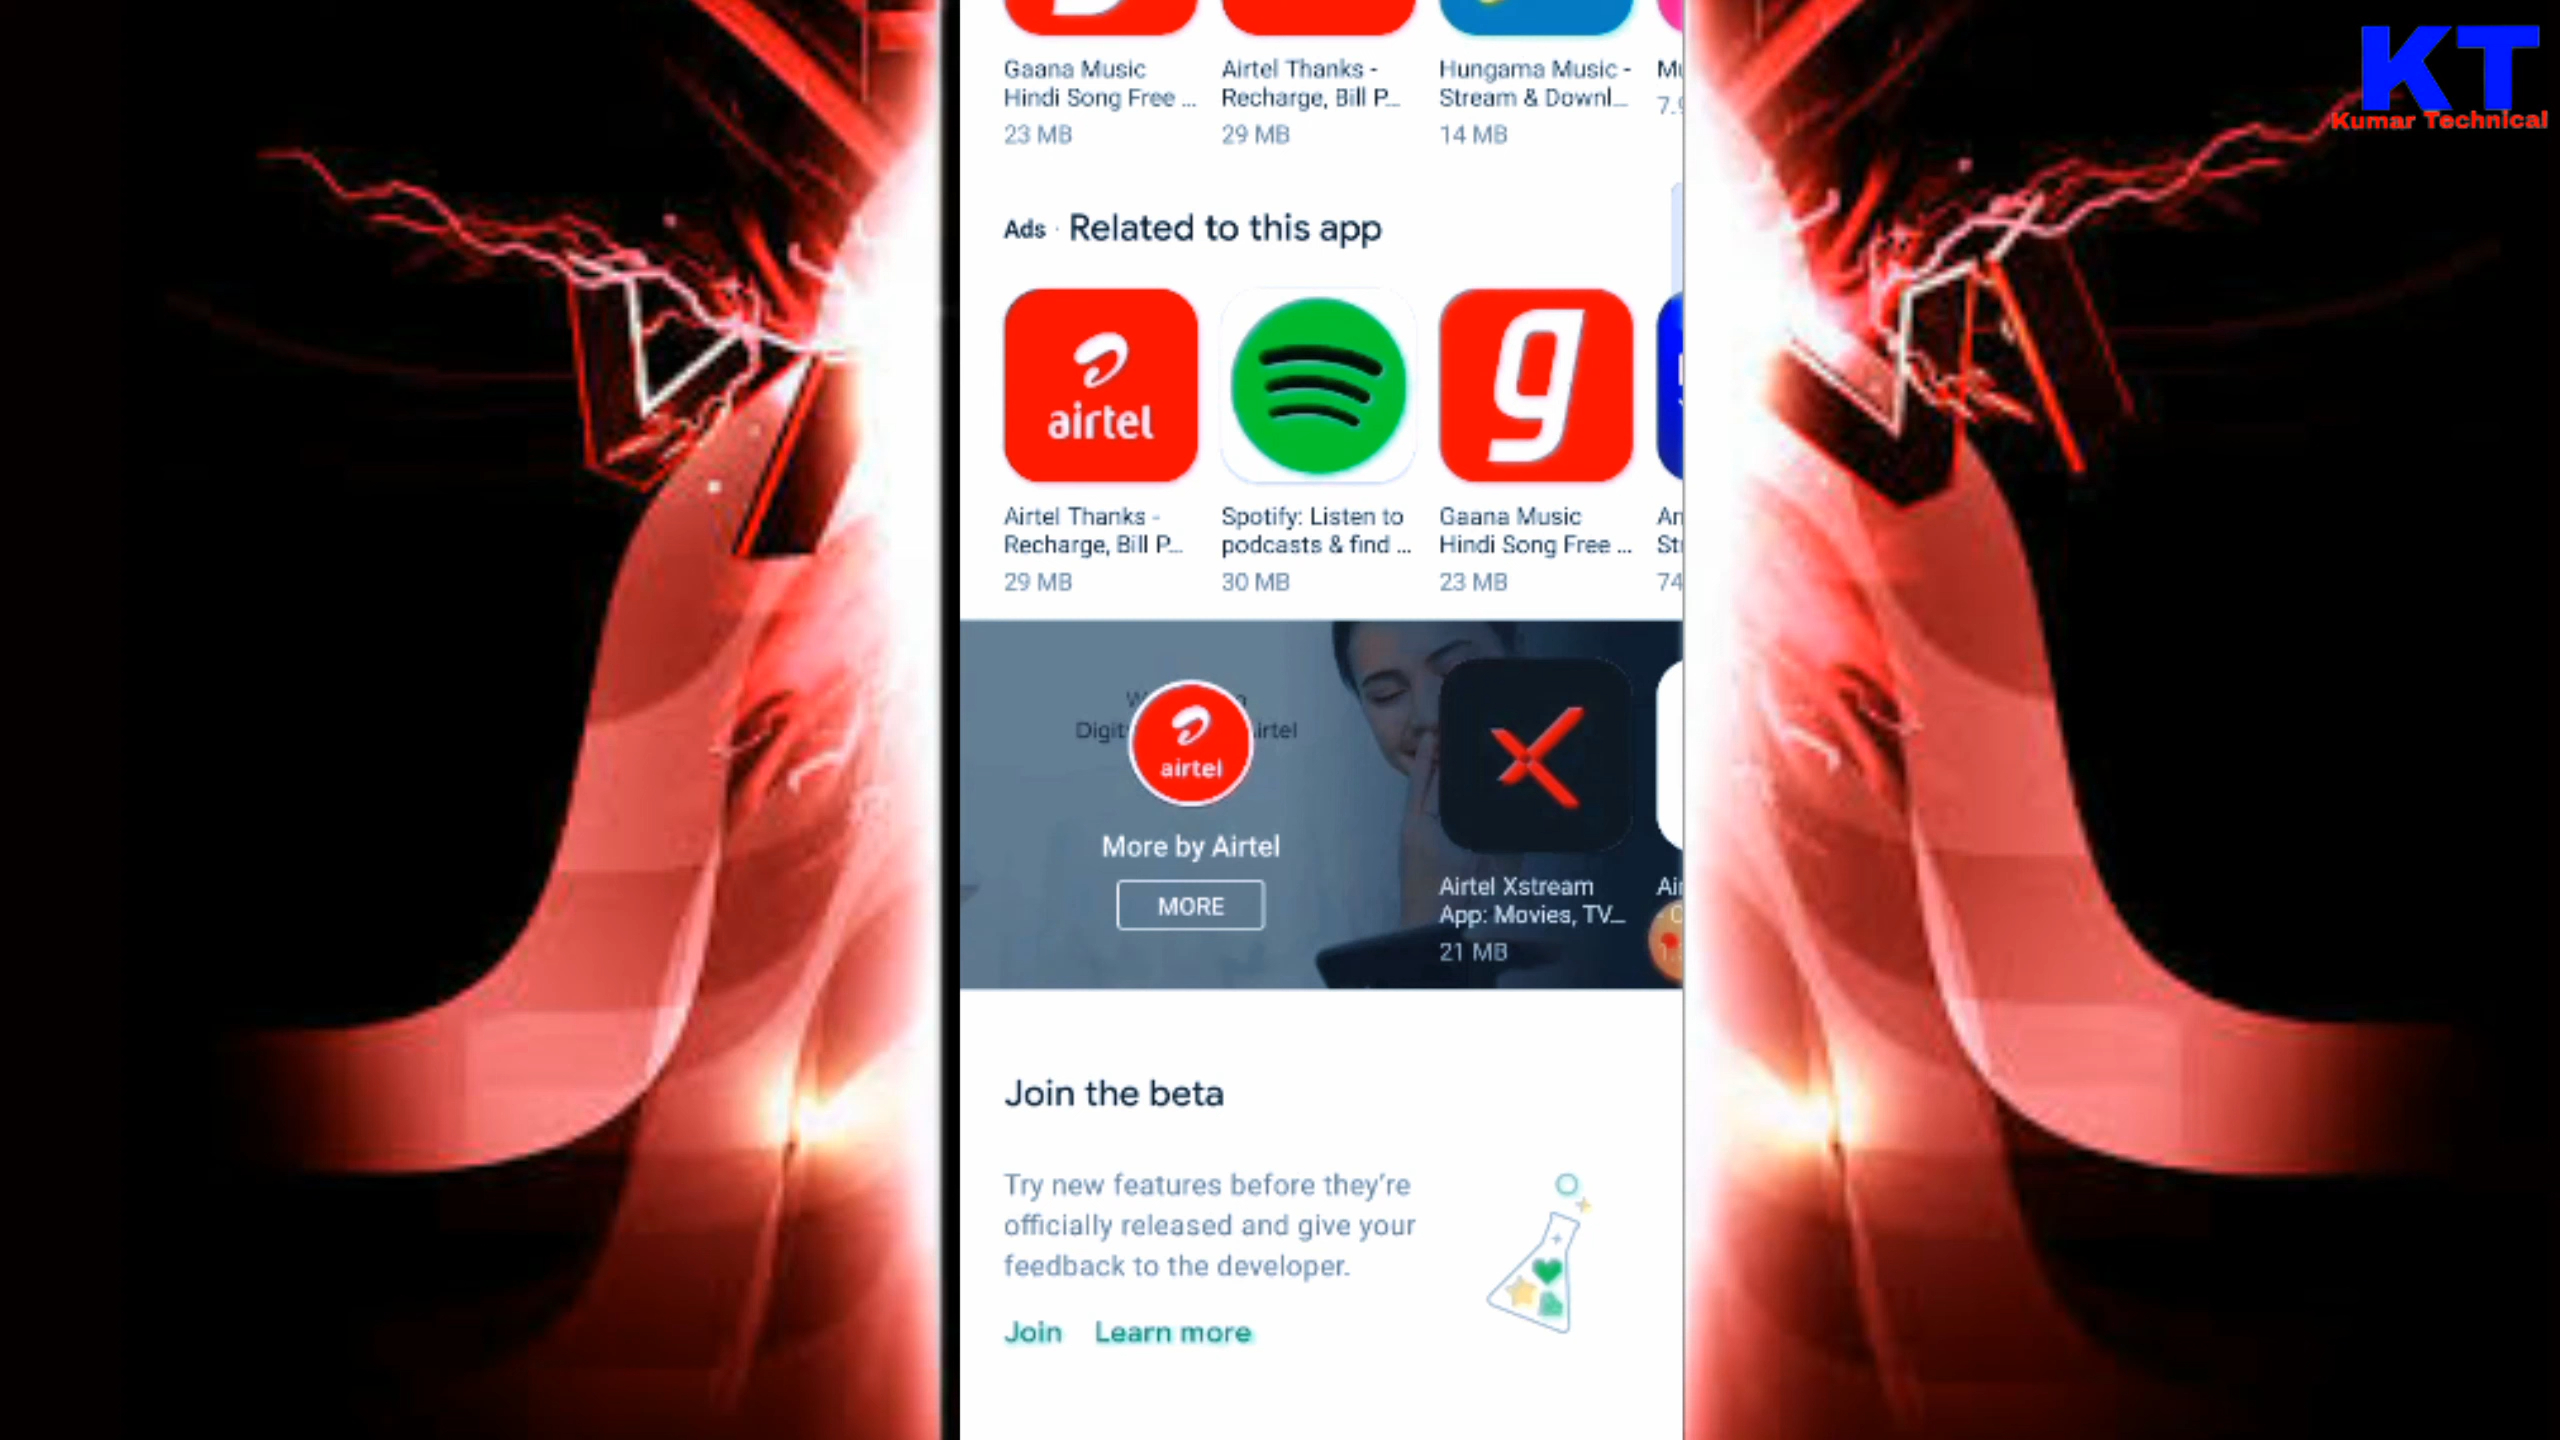 KT
Kumar Technical
Gaana Music
Hindi Song Free ...
23 MB
Airtel Thanks -
Recharge, Bill P...
29 MB
Hungama Music -
Stream & Downl...
14 MB
Ads · Related to this app
airtel
g
Airtel Thanks -
Recharge, Bill P...
29 MB
Spotify: Listen to
podcasts & find ...
30 MB
Gaana Music
Hindi Song Free ...
23 MB
74
airtel
More by Airtel
MORE
Airtel Xstream
App: Movies, TV...
21 MB
Join the beta
Try new features before they're
officially released and give your
feedback to the developer.
Join Learn more